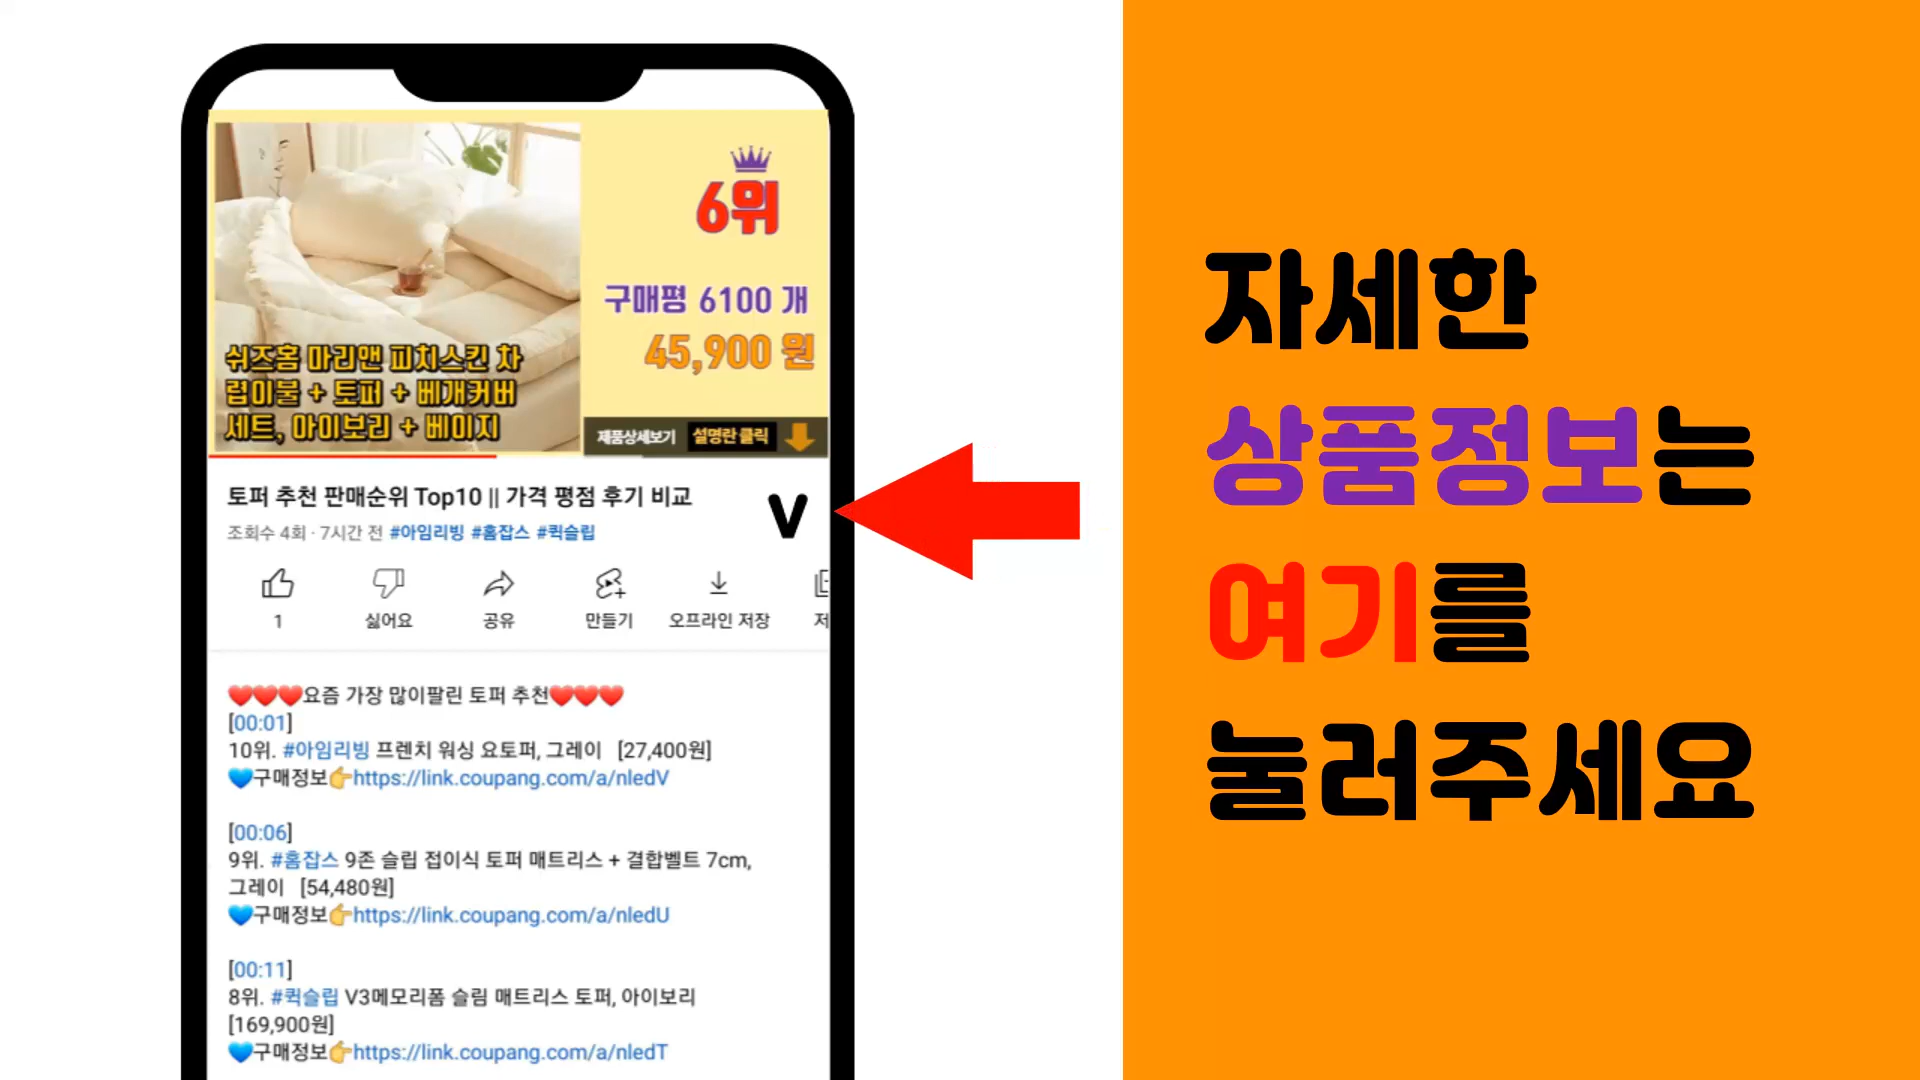 6위
구매평 6100 개
45,900 원
쉬즈홈 마리앤 피치스킨 차
렵이불 + 토퍼 + 베개커버
세트, 아이보리 + 베이지
제품상세보기 설명란 클릭
토퍼 추천 판매순위 Top10 || 가격 평점 후기 비교
V
조회수 4회 · 7시간 전 #아임리빙 #홈잡스 #퀵슬립
1 싫어요 공유 만들기 오프라인 저장 저
❤️❤️❤️요즘 가장 많이팔린 토퍼 추천❤️❤️❤️
[00:01]
10위. #아임리빙 프렌치 워싱 요토퍼, 그레이 [27,400원]
💙구매정보👉https://link.coupang.com/a/nledV
[00:06]
9위. #홈잡스 9존 슬립 접이식 토퍼 매트리스 + 결합벨트 7cm,
그레이 [54,480원]
💙구매정보👉https://link.coupang.com/a/nledU
[00:11]
8위. #퀵슬립 V3메모리폼 슬림 매트리스 토퍼, 아이보리
[169,900원]
💙구매정보👉https://link.coupang.com/a/nledT
자세한
상품정보는
여기를
눌러주세요